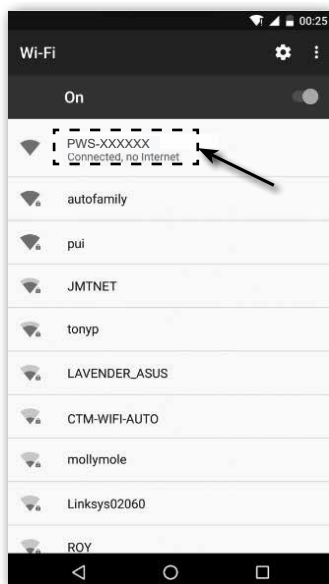 00:25
Wi-Fi
On
PWS-XXXXXX
Connected, no Internet
autofamily
pui
JMTNET
tonyp
LAVENDER_ASUS
CTM-WIFI-AUTO
mollymole
Linksys02060
ROY